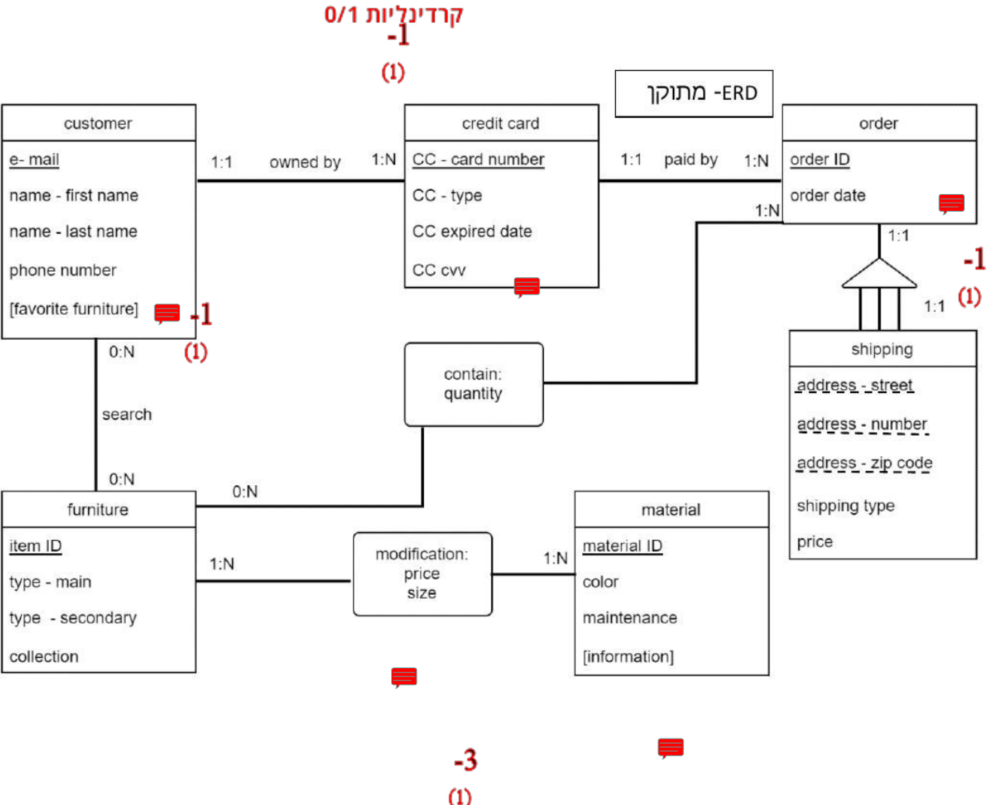 קרדינליות 0/1
-1
(1)
ERD- מתוקן
customer
e- mail
name - first name
name - last name
phone number
[favorite furniture]
-1
(1)
1:1
owned by
1:N
credit card
CC - card number
CC - type
CC expired date
CC cvv
1:1
paid by
1:N
order
order ID
order date
1:N
1:1
-1
(1)
1:1
shipping
address - street
address - number
address - zip code
shipping type
price
0:N
search
0:N
contain:
quantity
0:N
furniture
item ID
type - main
type - secondary
collection
1:N
modification:
price
size
1:N
material
material ID
color
maintenance
[information]
-3
(1)